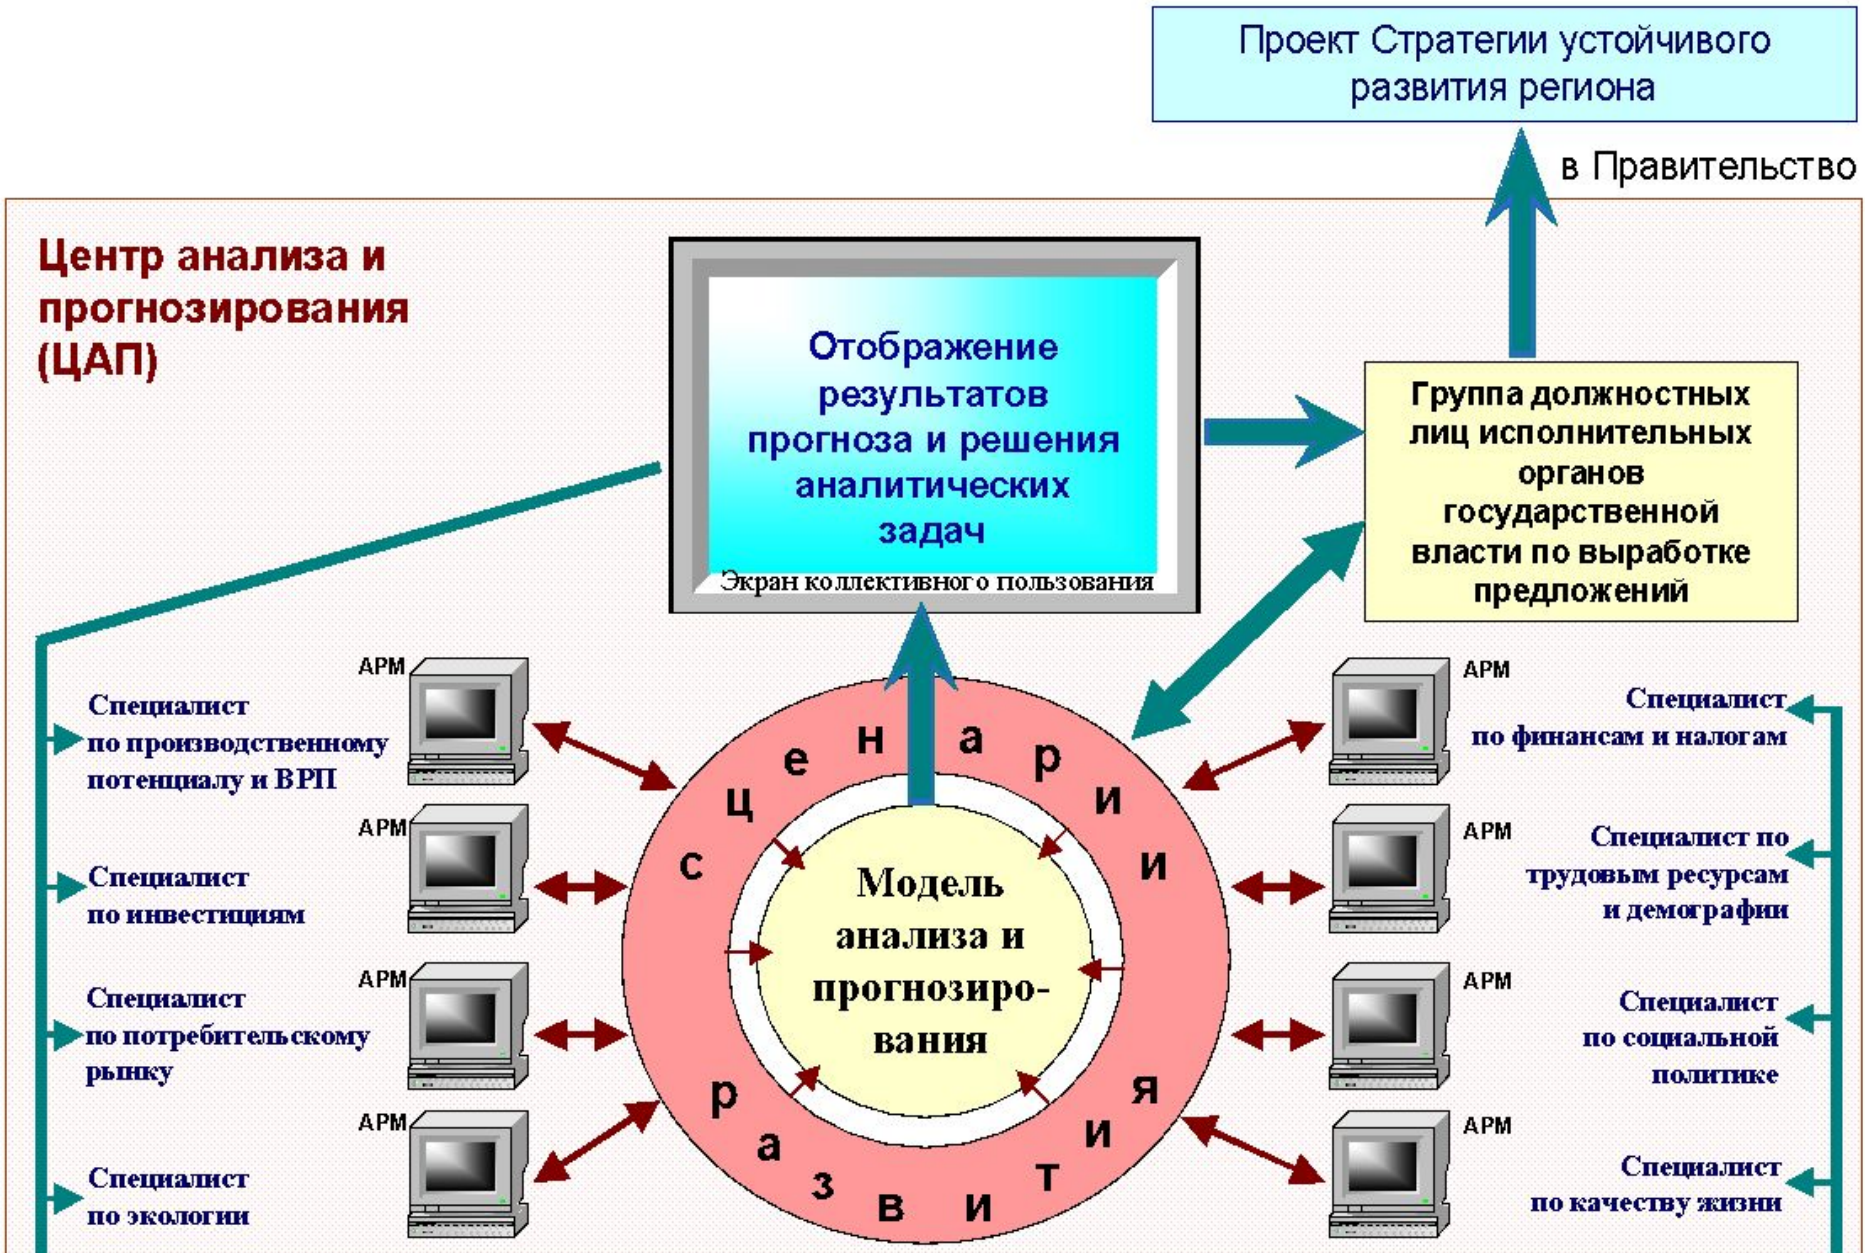 Проект Стратегии устойчивого
развития региона
в Правительство
Центр анализа и
прогнозирования
(ЦАП)
Отображение
результатов
прогноза и решения
аналитических
задач
Экран коллективного пользования
Группа должностных
лиц исполнительных
органов
государственной
власти по выработке
предложений
АРМ
Специалист
по производственному
потенциалу и ВРП
АРМ
Специалист
по инвестициям
АРМ
Специалист
по потребительскому
рынку
АРМ
Специалист
по экологии
сценарии
развития
Модель
анализа и
прогнозиро-
вания
АРМ
Специалист
по финансам и налогам
АРМ
Специалист по
трудовым ресурсам
и демографии
АРМ
Специалист
по социальной
политике
АРМ
Специалист
по качеству жизни